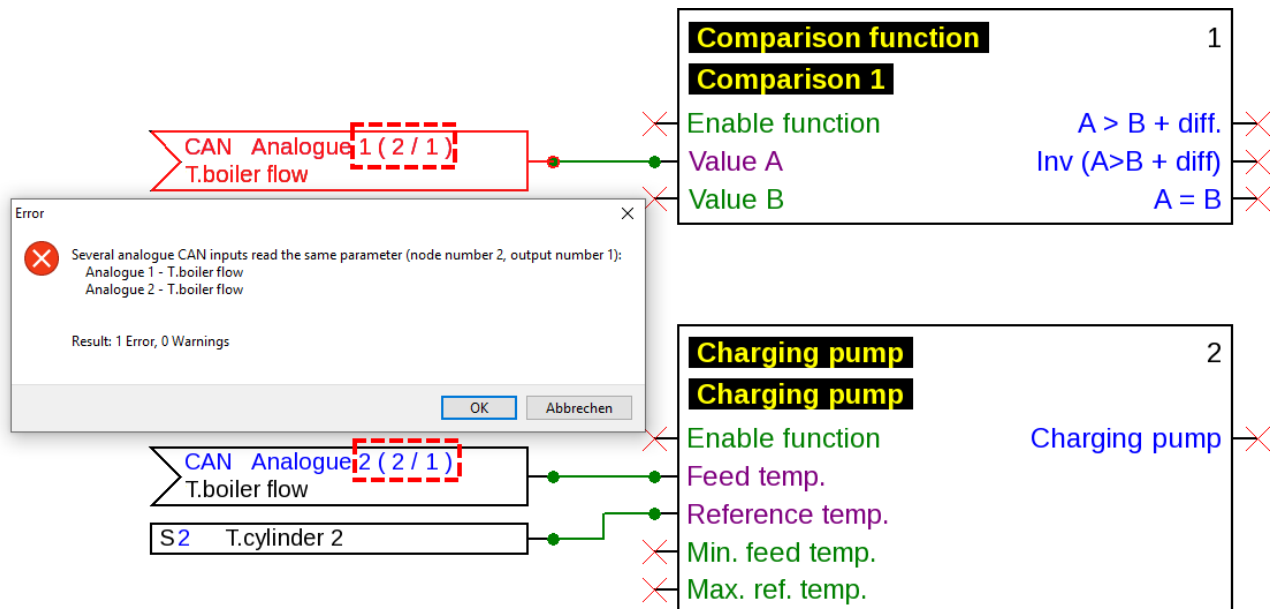 Comparison function 1
Comparison 1
Enable function A > B + diff.
CAN Analogue 1 ( 2 / 1 )
T.boiler flow
Value A Inv (A>B + diff)
Value B A = B
Error
Several analogue CAN inputs read the same parameter (node number 2, output number 1):
Analogue 1 - T.boiler flow
Analogue 2 - T.boiler flow
Result: 1 Error, 0 Warnings
OK Abbrechen
Charging pump 2
Charging pump
Enable function Charging pump
CAN Analogue 2 ( 2 / 1 )
T.boiler flow
Feed temp.
S2 T.cylinder 2
Reference temp.
Min. feed temp.
Max. ref. temp.